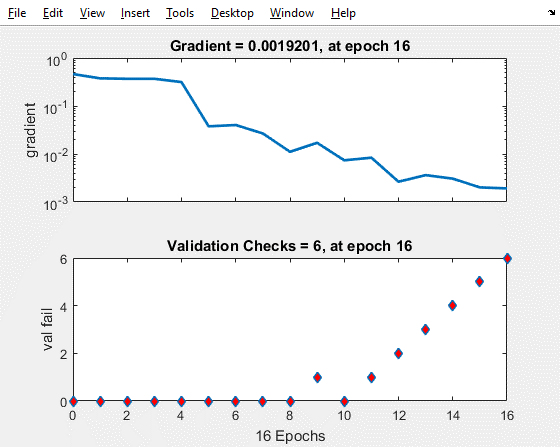 File Edit View Insert Tools Desktop Window Help
Gradient = 0.0019201, at epoch 16
10^0
10^-1
10^-2
10^-3
gradient
Validation Checks = 6, at epoch 16
6
4
2
0
val fail
0 2 4 6 8 10 12 14 16
16 Epochs